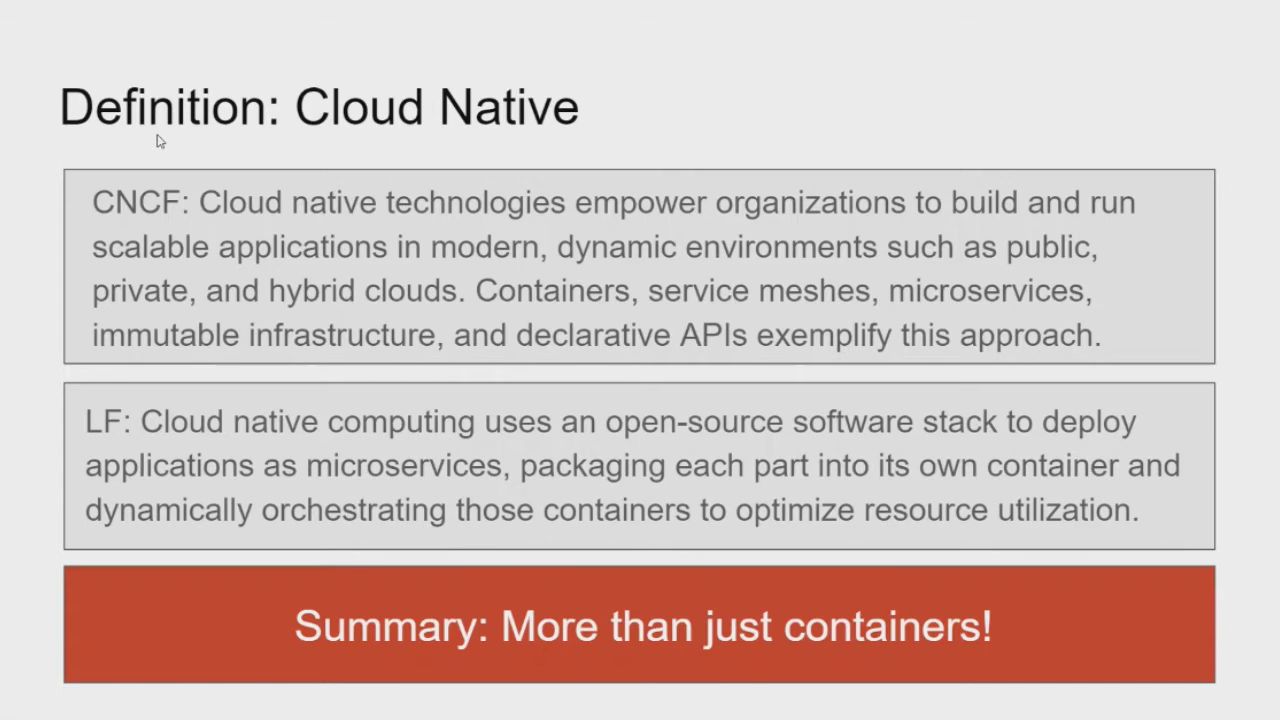 Definition: Cloud Native
CNCF: Cloud native technologies empower organizations to build and run
scalable applications in modern, dynamic environments such as public,
private, and hybrid clouds. Containers, service meshes, microservices,
immutable infrastructure, and declarative APIs exemplify this approach.
LF: Cloud native computing uses an open-source software stack to deploy
applications as microservices, packaging each part into its own container and
dynamically orchestrating those containers to optimize resource utilization.
Summary: More than just containers!